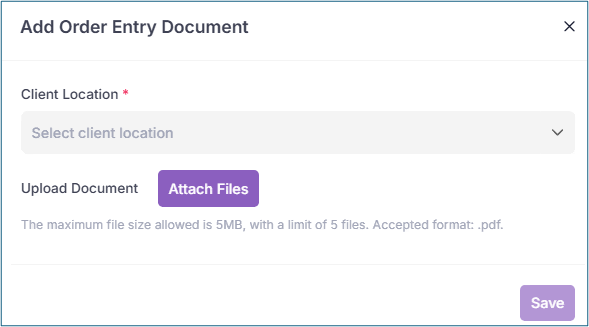 Add Order Entry Document
Client Location *
Select client location
Upload Document Attach Files
The maximum file size allowed is 5MB, with a limit of 5 files. Accepted format: .pdf.
Save